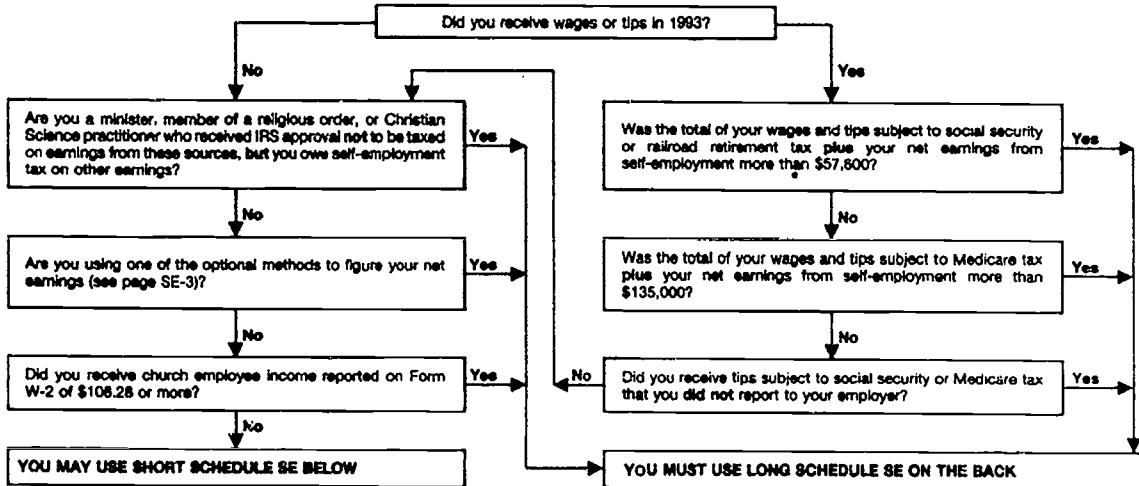 Did you receive wages or tips in 1993?
No
Yes
Are you a minister, member of a religious order, or Christian
Science practitioner who received IRS approval not to be taxed
on earnings from these sources, but you owe self-employment
tax on other earnings?
Yes
Was the total of your wages and tips subject to social security
or railroad retirement tax plus your net earnings from
self-employment more than $57,600?
Yes
No
No
Are you using one of the optional methods to figure your net
earnings (see page SE-3)?
Yes
Was the total of your wages and tips subject to Medicare tax
plus your net earnings from self-employment more than
$135,000?
Yes
No
No
Did you receive church employee income reported on Form
W-2 of $108.28 or more?
Yes
No
Did you receive tips subject to social security or Medicare tax
that you did not report to your employer?
Yes
No
YOU MAY USE SHORT SCHEDULE SE BELOW
YOU MUST USE LONG SCHEDULE SE ON THE BACK